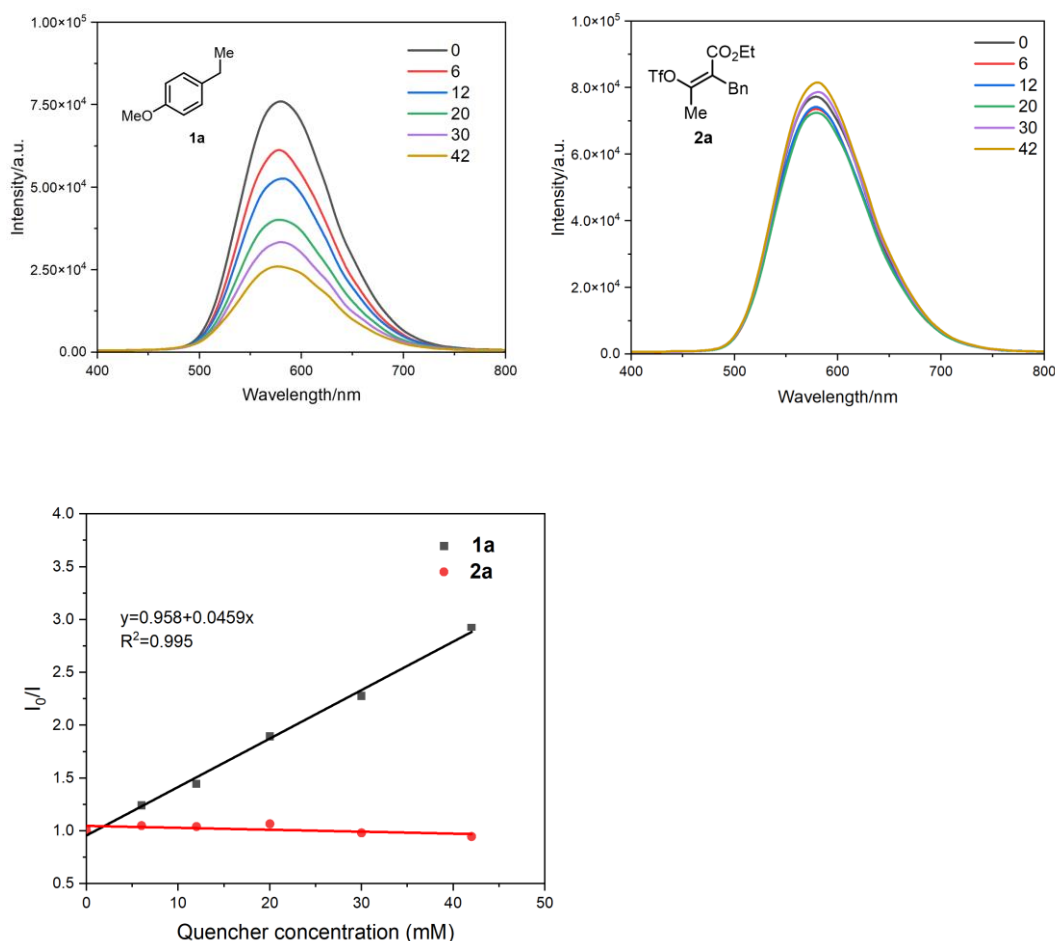 1.00×10⁵
7.50×10⁴
5.00×10⁴
2.50×10⁴
0.00
Intensity/a.u.
400 500 600 700 800
Wavelength/nm
Me
MeO
1a
0
6
12
20
30
42
1.0×10⁵
8.0×10⁴
6.0×10⁴
4.0×10⁴
2.0×10⁴
0.0
Intensity/a.u.
400 500 600 700 800
Wavelength/nm
CO₂Et
TfO
Bn
Me
2a
0
6
12
20
30
42
4.0
3.5
3.0
2.5
2.0
1.5
1.0
0.5
I₀/I
1a
2a
y=0.958+0.0459x
R²=0.995
0 10 20 30 40 50
Quencher concentration (mM)